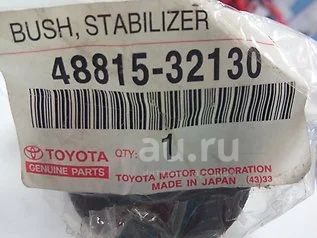 BUSH, STABILIZER
48815-32130
TOYOTA
GENUINE PARTS
QTY:
1
TOYOTA MOTOR CORPORATION
MADE IN JAPAN (43)33
au.ru